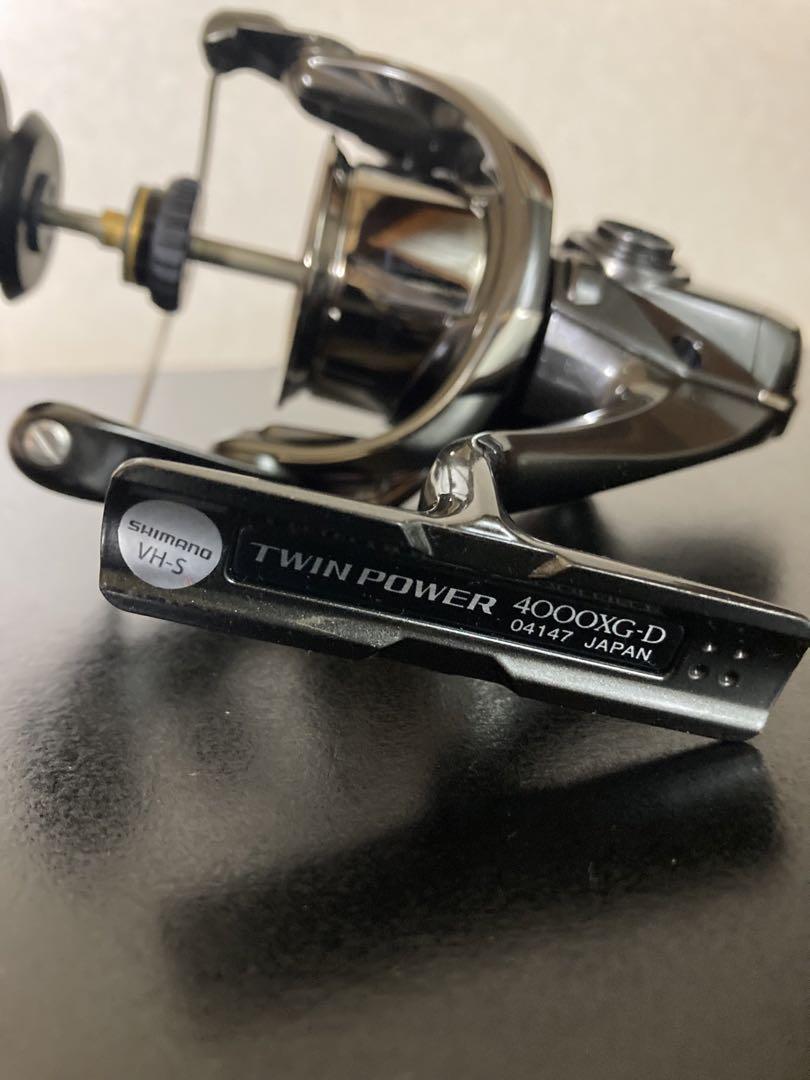 SHIMANO
VH-S
TWIN POWER 4000XG-D
04147 JAPAN